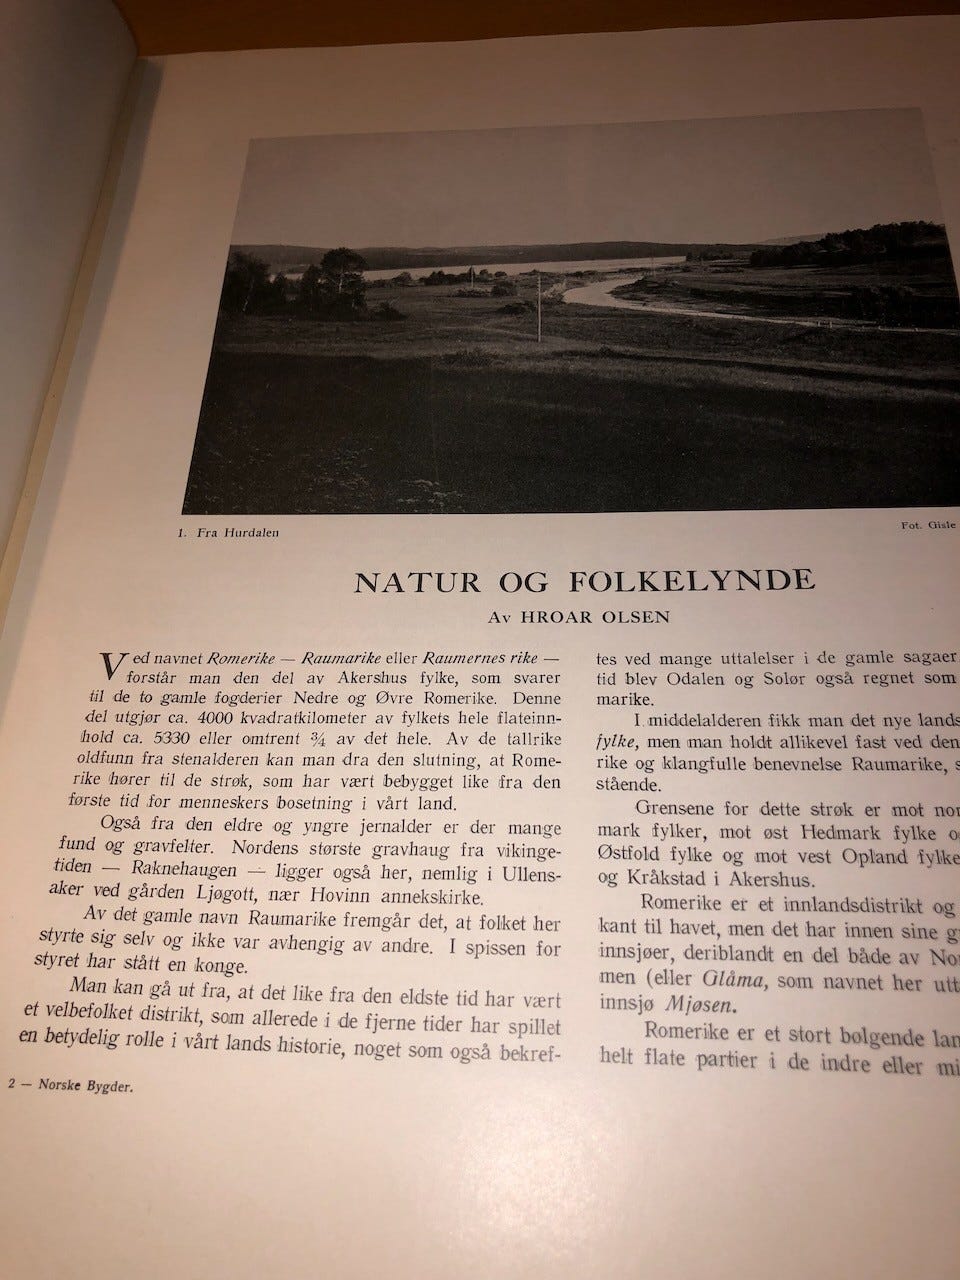 1. Fra Hurdalen
Fot. Gisle
NATUR OG FOLKELYNDE
Av HROAR OLSEN
Ved navnet Romerike — Raumarike eller Raumernes rike —
forstår man den del av Akershus fylke, som svarer
til de to gamle fogderier Nedre og Øvre Romerike. Denne
del utgjør ca. 4000 kvadratkilometer av fylkets hele flateinn-
hold ca. 5330 eller omtrent ¾ av det hele. Av de tallrike
oldfunn fra stenalderen kan man dra den slutning, at Rome-
rike hører til de strøk, som har vært bebygget like fra den
første tid for menneskers bosetning i vårt land.
Også fra den eldre og yngre jernalder er der mange
fund og gravfelter. Nordens største gravhaug fra vikinge-
tiden — Raknehaugen — ligger også her, nemlig i Ullens-
aker ved gården Ljøgott, nær Hovinn annekskirke.
Av det gamle navn Raumarike fremgår det, at folket her
styrte sig selv og ikke var avhengig av andre. I spissen for
styret har stått en konge.
Man kan gå ut fra, at det like fra den eldste tid har vært
et velbefolket distrikt, som allerede i de fjerne tider har spillet
en betydelig rolle i vårt lands historie, noget som også bekref-
tes ved mange uttalelser i de gamle sagaer
tid blev Odalen og Solør også regnet som
marike.
I middelalderen fikk man det nye lands
fylke, men man holdt allikevel fast ved den
rike og klangfulle benevnelse Raumarike, s
stående.
Grensene for dette strøk er mot nor
mark fylker, mot øst Hedmark fylke o
Østfold fylke og mot vest Opland fylke
og Kråkstad i Akershus.
Romerike er et innlandsdistrikt og
kant til havet, men det har innen sine g
innsjøer, deriblandt en del både av No
men (eller Glåma, som navnet her utt
innsjø Mjøsen.
Romerike er et stort bølgende lan
helt flate partier i de indre eller mi
2 — Norske Bygder.